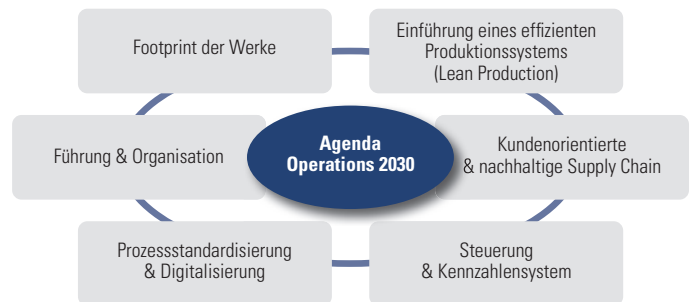 Footprint der Werke
Einführung eines effizienten
Produktionssystems
(Lean Production)
Führung & Organisation
Agenda
Operations 2030
Kundenorientierte
& nachhaltige Supply Chain
Prozessstandardisierung
& Digitalisierung
Steuerung
& Kennzahlensystem